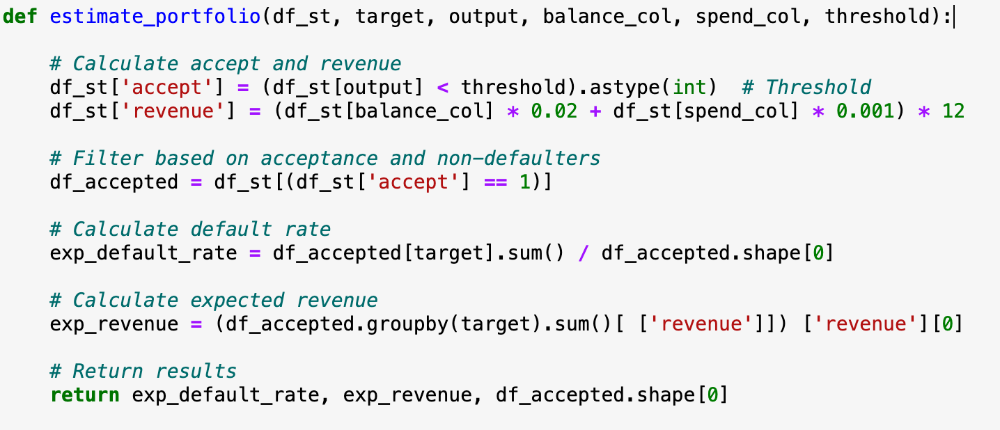 def estimate_portfolio(df_st, target, output, balance_col, spend_col, threshold):
# Calculate accept and revenue
df_st['accept'] = (df_st[output] < threshold).astype(int)  # Threshold
df_st['revenue'] = (df_st[balance_col] * 0.02 + df_st[spend_col] * 0.001) * 12
# Filter based on acceptance and non-defaulters
df_accepted = df_st[(df_st['accept'] == 1)]
# Calculate default rate
exp_default_rate = df_accepted[target].sum() / df_accepted.shape[0]
# Calculate expected revenue
exp_revenue = (df_accepted.groupby(target).sum()[ ['revenue']]) ['revenue'][0]
# Return results
return exp_default_rate, exp_revenue, df_accepted.shape[0]